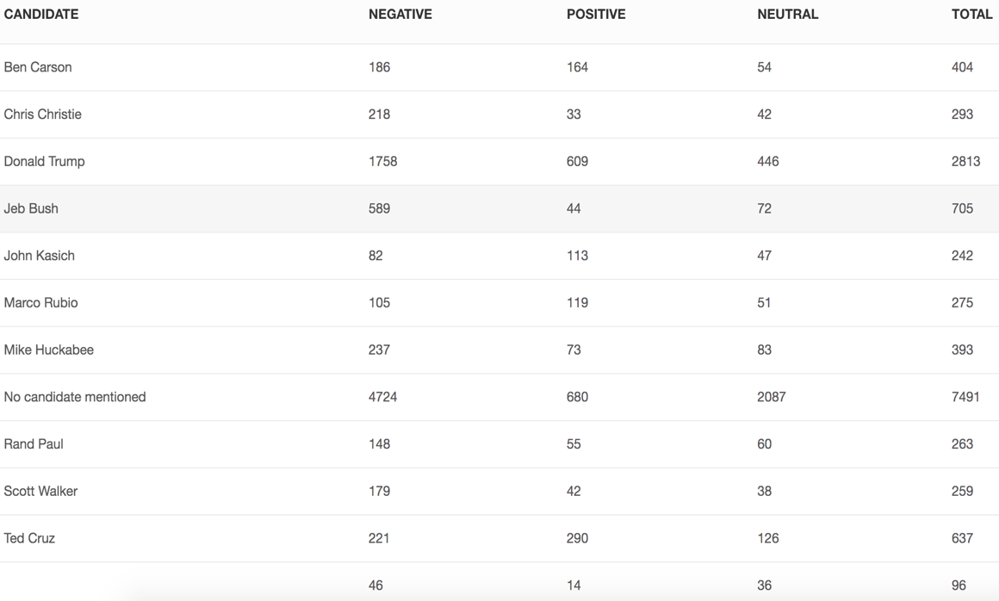 CANDIDATE NEGATIVE POSITIVE NEUTRAL TOTAL
Ben Carson 186 164 54 404
Chris Christie 218 33 42 293
Donald Trump 1758 609 446 2813
Jeb Bush 589 44 72 705
John Kasich 82 113 47 242
Marco Rubio 105 119 51 275
Mike Huckabee 237 73 83 393
No candidate mentioned 4724 680 2087 7491
Rand Paul 148 55 60 263
Scott Walker 179 42 38 259
Ted Cruz 221 290 126 637
46 14 36 96